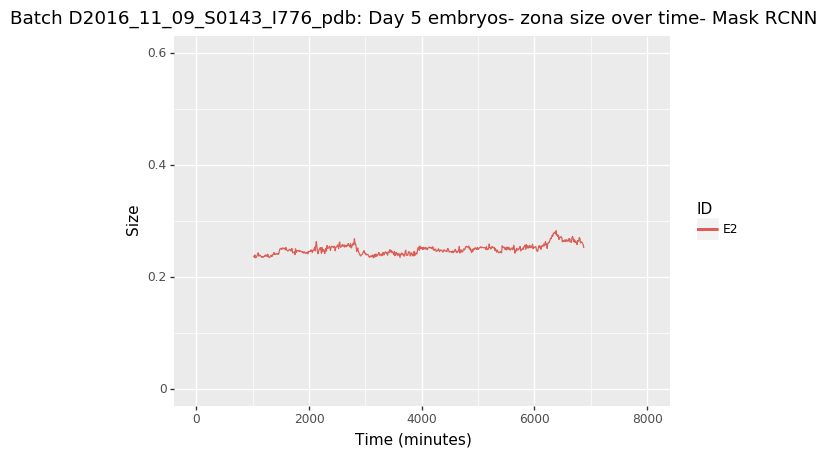 Batch D2016_11_09_S0143_I776_pdb: Day 5 embryos- zona size over time- Mask RCNN
0.6
0.4
0.2
0
Size
0 2000 4000 6000 8000
Time (minutes)
ID
E2